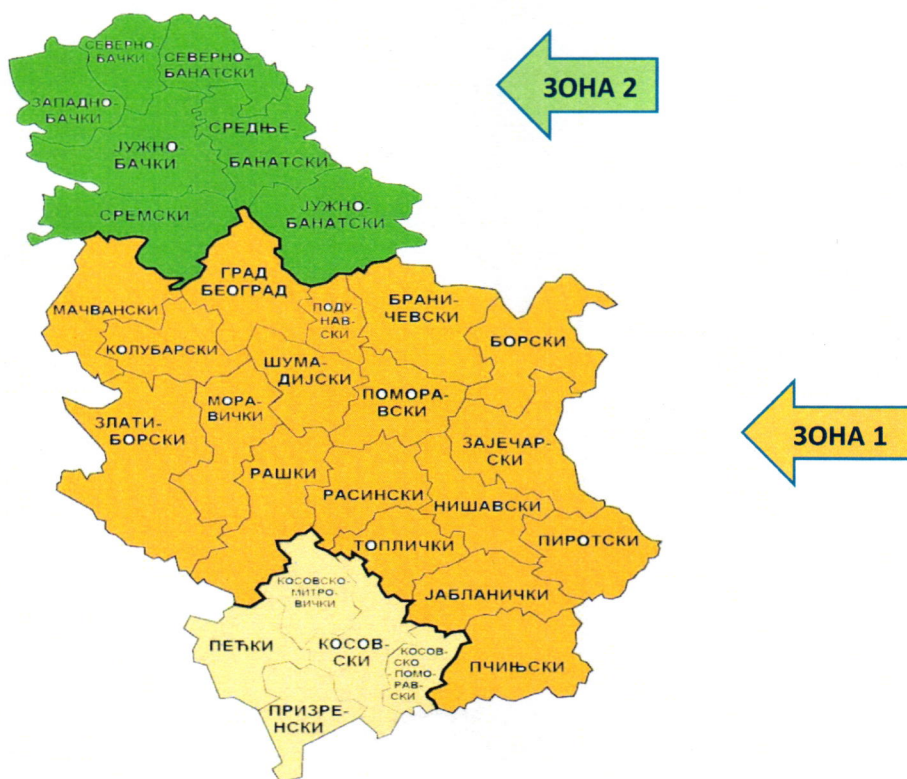 СЕВЕРНО-
БАЧКИ
СЕВЕРНО-
БАНАТСКИ
ЗОНА 2
ЗАПАДНО-
БАЧКИ
СРЕДЊЕ-
БАНАТСКИ
ЈУЖНО-
БАЧКИ
ЈУЖНО-
БАНАТСКИ
СРЕМСКИ
ГРАД
БЕОГРАД
МАЧВАНСКИ
ПОДУ-
НАВ-
СКИ
БРАНИ-
ЧЕВСКИ
БОРСКИ
КОЛУБАРСКИ
ШУМА-
ДИЈСКИ
ЗЛАТИ-
БОРСКИ
МОРА-
ВИЧКИ
ПОМОРА-
ВСКИ
ЗОНА 1
ЗАЈЕЧАР-
СКИ
РАШКИ
РАСИНСКИ
НИШАВСКИ
ТОПЛИЧКИ
ПИРОТСКИ
КОСОВСКО-
МИТРО-
ВИЧКИ
ЈАБЛАНИЧКИ
ПЕЋКИ
КОСОВ-
СКИ
КОСОВ-
СКО
-ПОМО-
РАВ-
СКИ
ПЧИЊСКИ
ПРИЗРЕ-
НСКИ